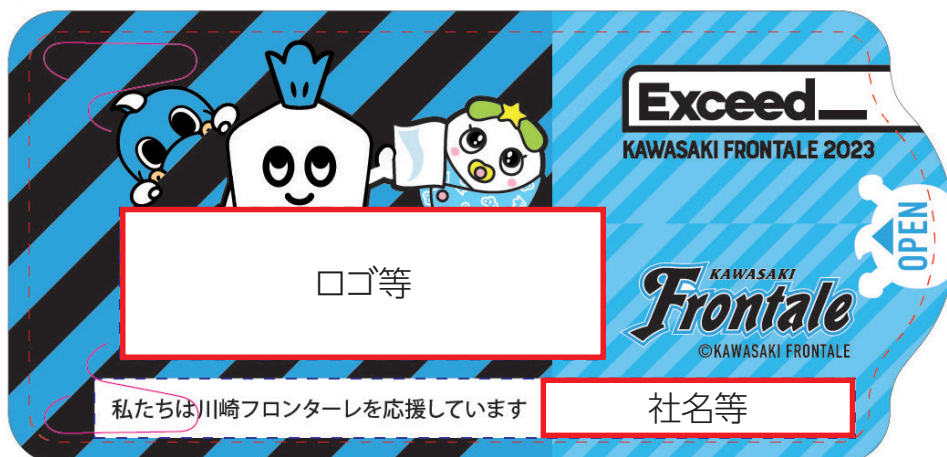 Exceed_
KAWASAKI FRONTALE 2023
OPEN
ロゴ等
KAWASAKI
Frontale
©KAWASAKI FRONTALE
私たちは川崎フロンターレを応援しています
社名等